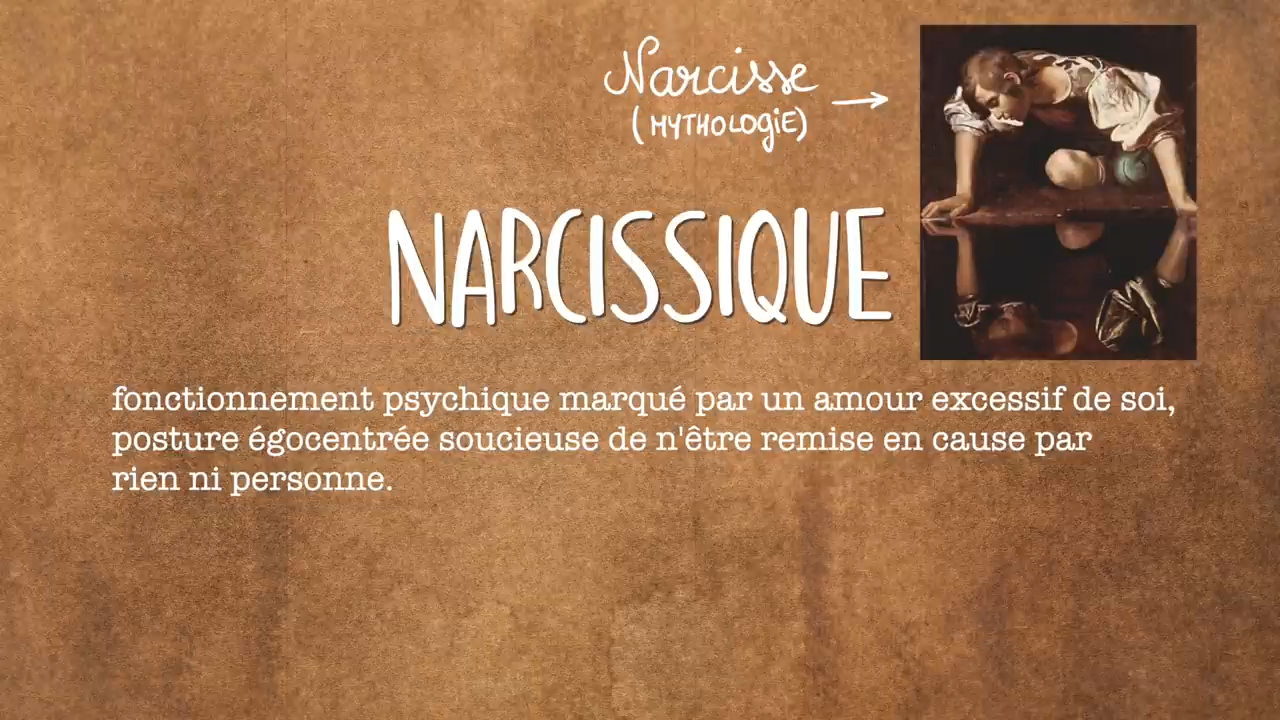 Narcisse
(MYTHOLOGiE)
NARCISSIQUE
fonctionnement psychique marqué par un amour excessif de soi,
posture égocentrée soucieuse de n'être remise en cause par
rien ni personne.